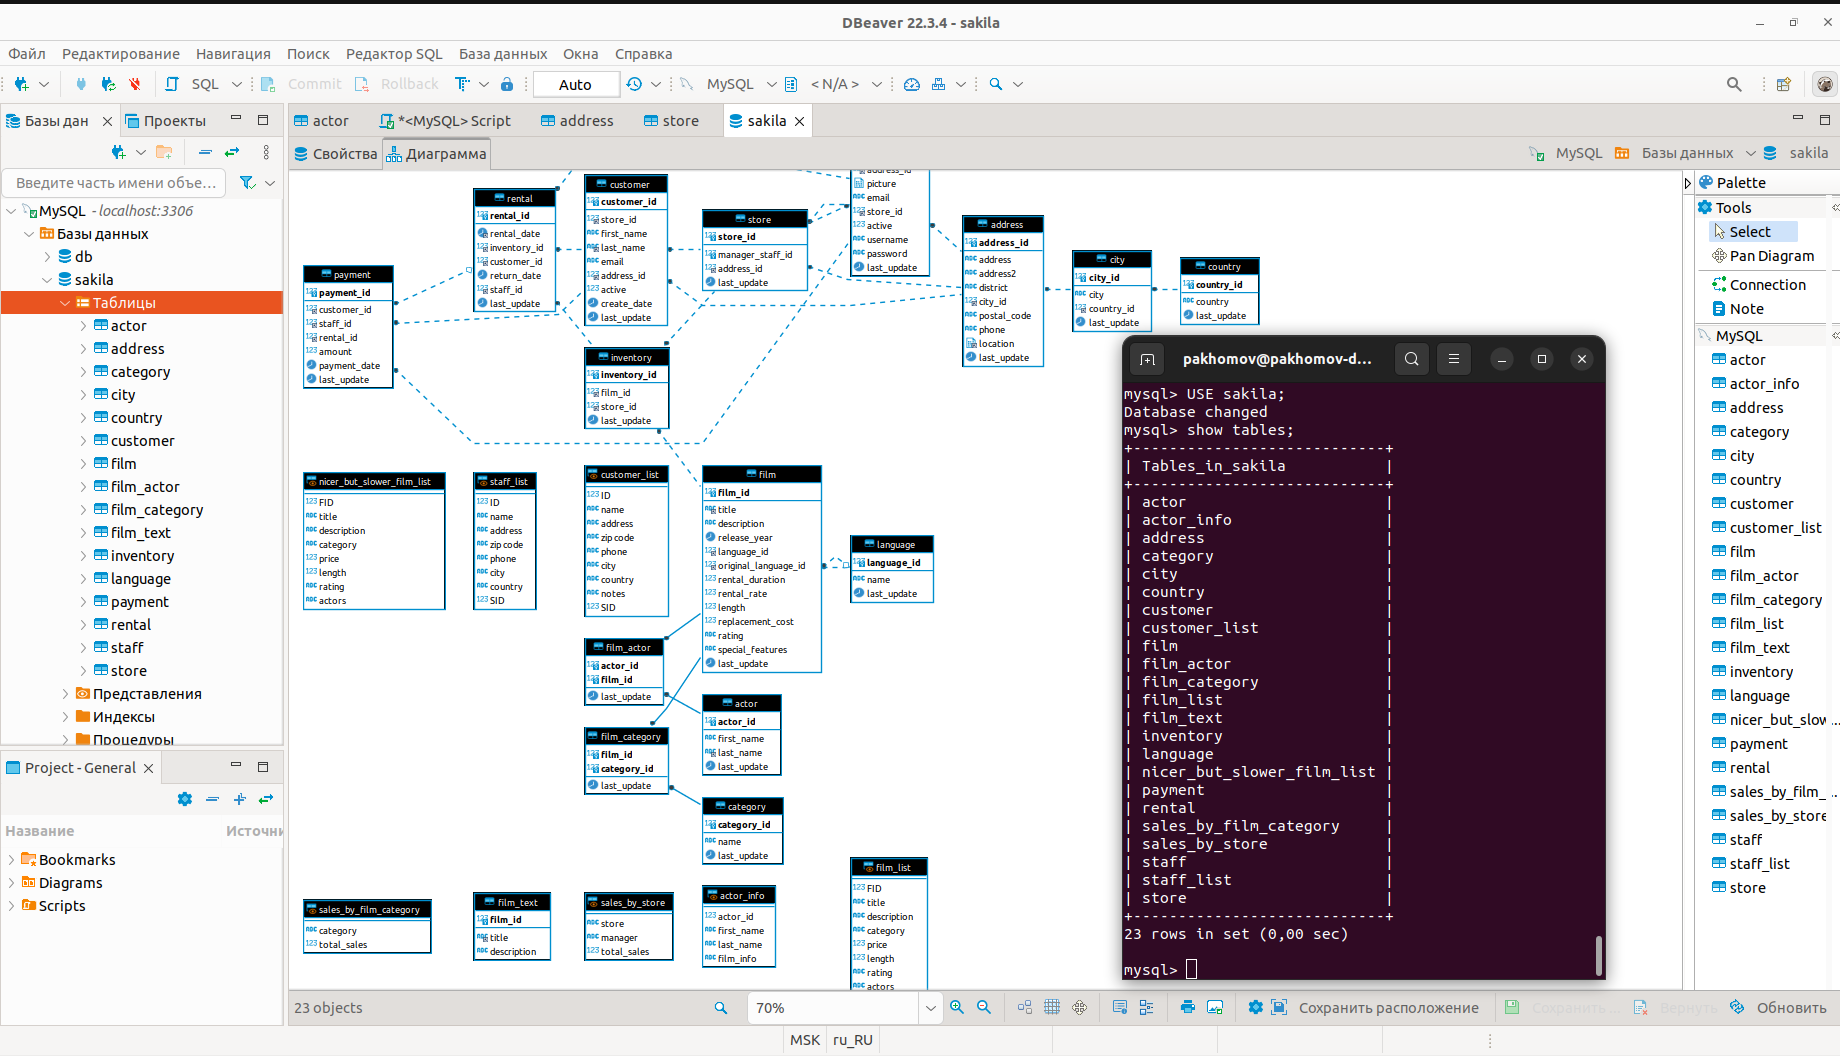 DBeaver 22.3.4 - sakila
Файл Редактирование Навигация Поиск Редактор SQL База данных Окна Справка
SQL Commit Rollback Auto MySQL < N/A >
Базы дан Проекты
Введите часть имени объе...
MySQL - localhost:3306
Базы данных
db
sakila
Таблицы
actor
address
category
city
country
customer
film
film_actor
film_category
film_text
inventory
language
payment
rental
staff
store
Представления
Индексы
Процедуры
Project - General
Название Источни
Bookmarks
Diagrams
Scripts
actor *<MySQL> Script address store sakila
Свойства Диаграмма
MySQL Базы данных sakila
payment
payment_id
customer_id
staff_id
rental_id
amount
payment_date
last_update
rental
rental_id
rental_date
inventory_id
customer_id
return_date
staff_id
last_update
customer
customer_id
store_id
first_name
last_name
email
address_id
active
create_date
last_update
store
store_id
manager_staff_id
address_id
last_update
address_id
picture
email
store_id
active
username
password
last_update
address
address_id
address
address2
district
city_id
postal_code
phone
location
last_update
city
city_id
city
country_id
last_update
country
country_id
country
last_update
inventory
inventory_id
film_id
store_id
last_update
nicer_but_slower_film_list
FID
title
description
category
price
length
rating
actors
staff_list
ID
name
address
zip code
phone
city
country
SID
customer_list
ID
name
address
zip code
phone
city
country
notes
SID
film
film_id
title
description
release_year
language_id
original_language_id
rental_duration
rental_rate
length
replacement_cost
rating
special_features
last_update
language
language_id
name
last_update
film_actor
actor_id
film_id
last_update
actor
actor_id
first_name
last_name
last_update
film_category
film_id
category_id
last_update
category
category_id
name
last_update
sales_by_film_category
category
total_sales
film_text
film_id
title
description
sales_by_store
store
manager
total_sales
actor_info
actor_id
first_name
last_name
film_info
film_list
FID
title
description
category
price
length
rating
actors
pakhomov@pakhomov-d...
mysql> USE sakila;
Database changed
mysql> show tables;
+----------------------------+
| Tables_in_sakila |
+----------------------------+
| actor |
| actor_info |
| address |
| category |
| city |
| country |
| customer |
| customer_list |
| film |
| film_actor |
| film_category |
| film_list |
| film_text |
| inventory |
| language |
| nicer_but_slower_film_list |
| payment |
| rental |
| sales_by_film_category |
| sales_by_store |
| staff |
| staff_list |
| store |
+----------------------------+
23 rows in set (0,00 sec)
mysql>
Palette
Tools
Select
Pan Diagram
Connection
Note
MySQL
actor
actor_info
address
category
city
country
customer
customer_list
film
film_actor
film_category
film_list
film_text
inventory
language
nicer_but_slow...
payment
rental
sales_by_film_...
sales_by_store
staff
staff_list
store
23 objects 70% Сохранить расположение Сохранить ... Вернуть Обновить
MSK ru_RU